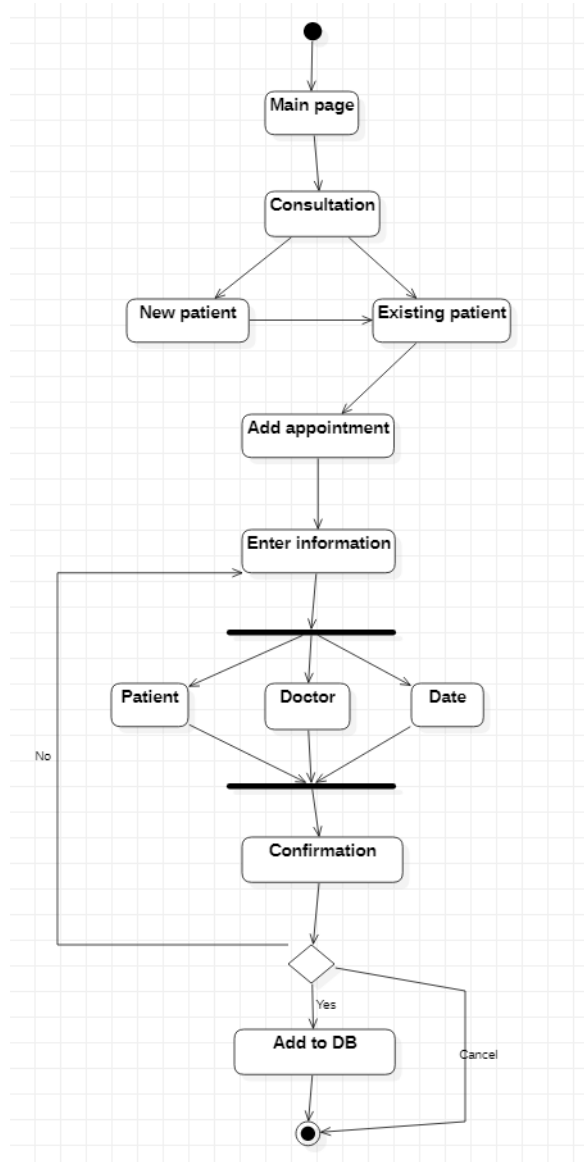 Main page
Consultation
New patient
Existing patient
Add appointment
Enter information
Patient
Doctor
Date
No
Confirmation
Yes
Add to DB
Cancel